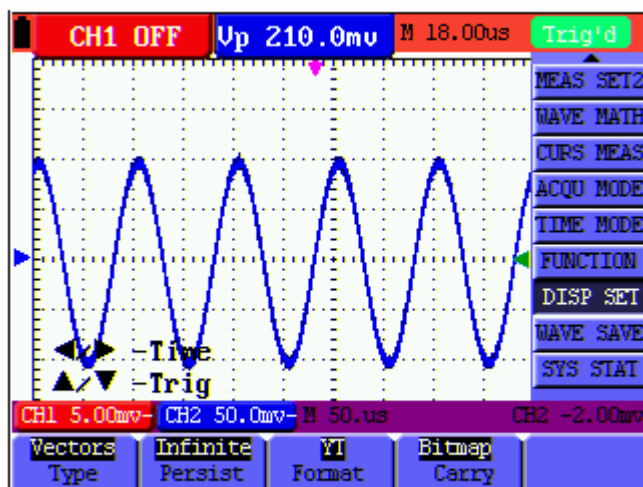 CH1 OFF Vp 210.0mv M 18.00us Trig'd
MEAS SET2
WAVE MATH
CURS MEAS
ACQU MODE
TIME MODE
FUNCTION
DISP SET
WAVE SAVE
SYS STAT
◀/▶ -Time
▲/▼ -Trig
CH1 5.00mv- CH2 50.0mv- M 50.us CH2 -2.00mv
Vectors Infinite YT Bitmap
Type Persist Format Carry